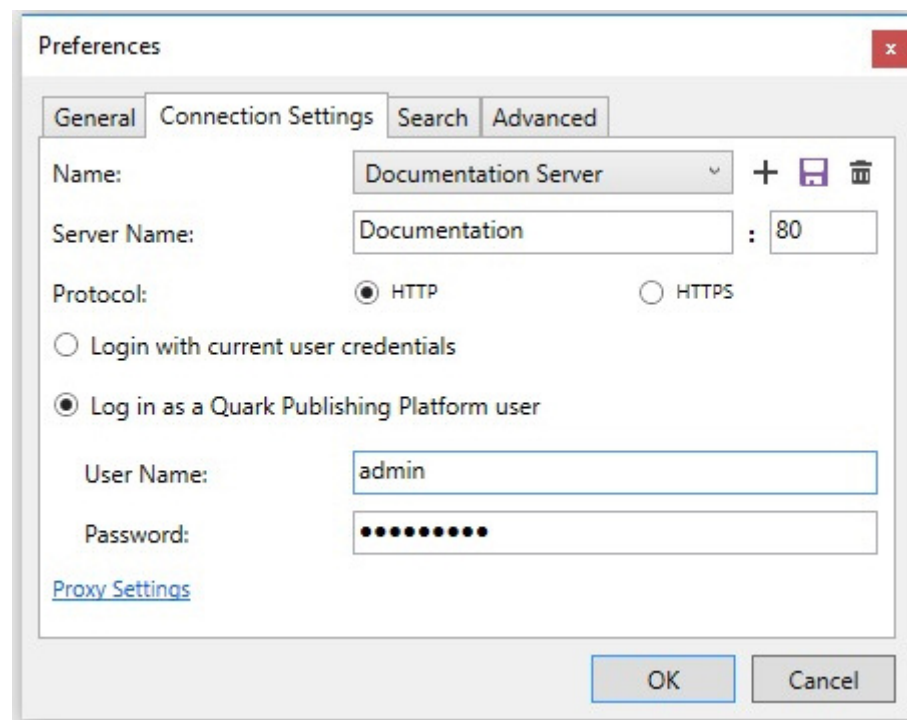 Preferences
x
General Connection Settings Search Advanced
Name: Documentation Server
Server Name: Documentation : 80
Protocol: HTTP HTTPS
Login with current user credentials
Log in as a Quark Publishing Platform user
User Name: admin
Password: •••••••••
Proxy Settings
OK Cancel